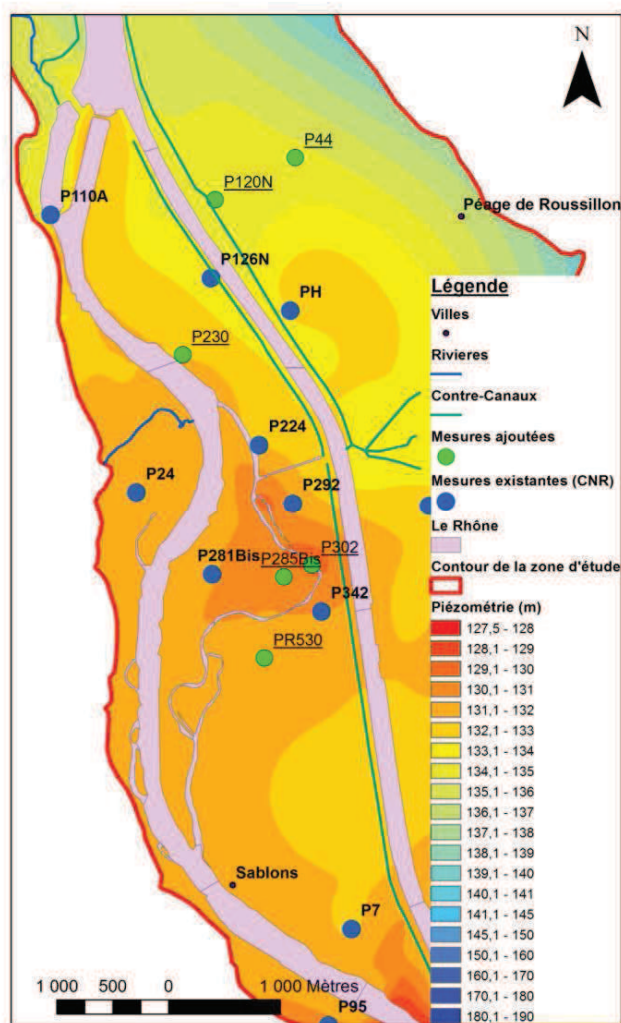 N
P44
P120N
Péage de Roussillon
P110A
P126N
PH
P230
P224
P24
P292
P302
P281Bis
P285Bis
P342
PR530
Sablons
P7
P95
1 000 500 0 1 000 Mètres
Légende
Villes
Rivieres
Contre-Canaux
Mesures ajoutées
Mesures existantes (CNR)
Le Rhône
Contour de la zone d'étude
Piézométrie (m)
127,5 - 128
128,1 - 129
129,1 - 130
130,1 - 131
131,1 - 132
132,1 - 133
133,1 - 134
134,1 - 135
135,1 - 136
136,1 - 137
137,1 - 138
138,1 - 139
139,1 - 140
140,1 - 141
141,1 - 145
145,1 - 150
150,1 - 160
160,1 - 170
170,1 - 180
180,1 - 190